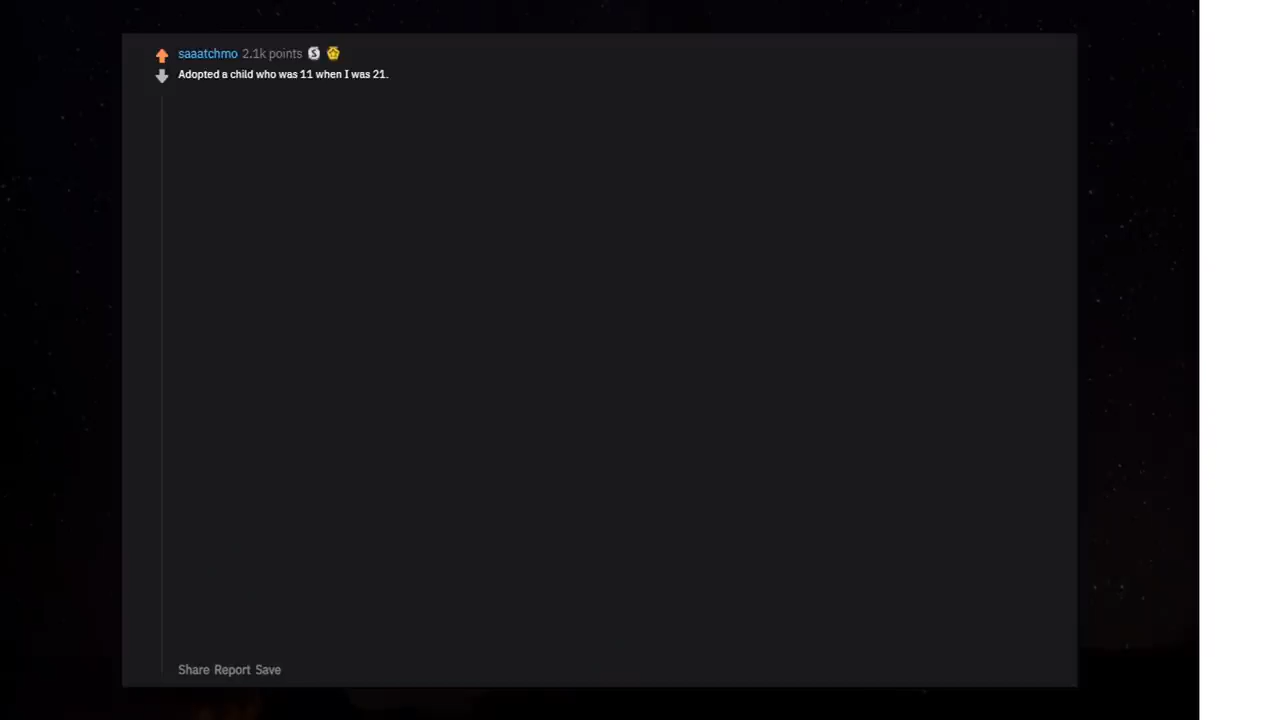 saaatchmo 2.1k points
Adopted a child who was 11 when I was 21.
Share Report Save